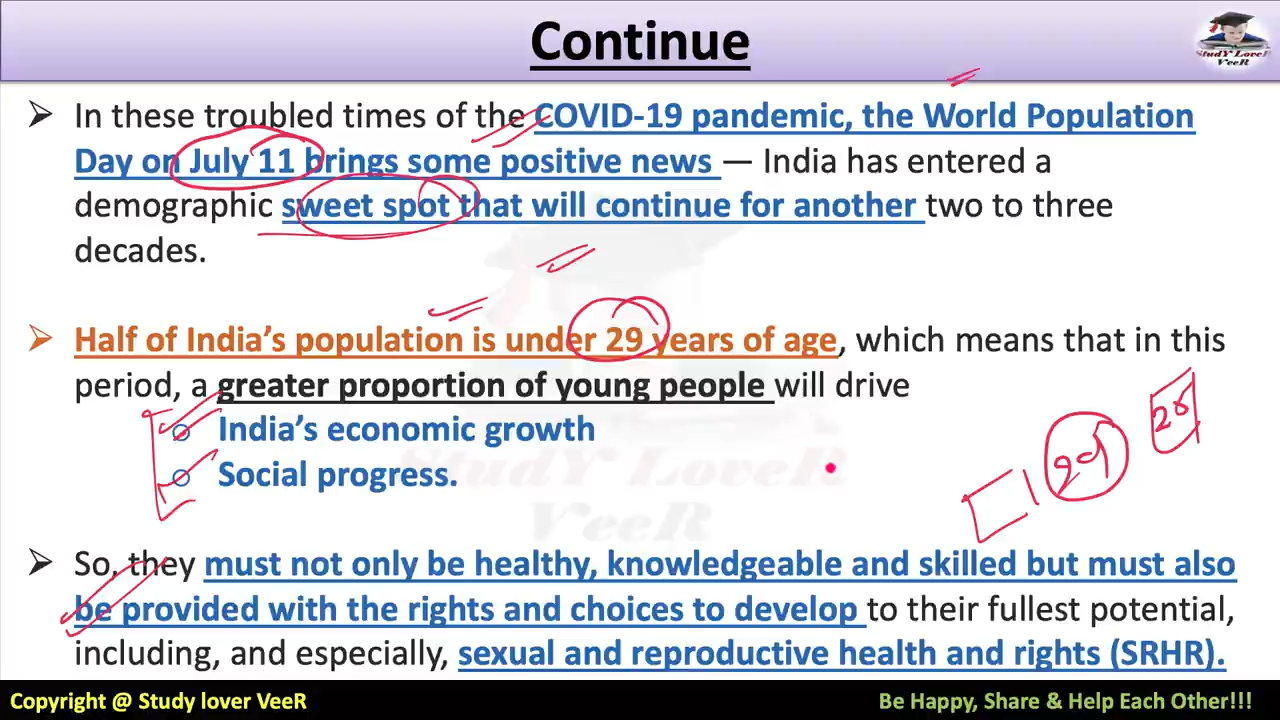 Continue
StudY LoveR
VeeR
➢ In these troubled times of the COVID-19 pandemic, the World Population
Day on July 11 brings some positive news — India has entered a
demographic sweet spot that will continue for another two to three
decades.
➢ Half of India’s population is under 29 years of age, which means that in this
period, a greater proportion of young people will drive
o India’s economic growth
o Social progress.
StudY LoveR
VeeR
29
28
➢ So, they must not only be healthy, knowledgeable and skilled but must also
be provided with the rights and choices to develop to their fullest potential,
including, and especially, sexual and reproductive health and rights (SRHR).
Copyright @ Study lover VeeR
Be Happy, Share & Help Each Other!!!